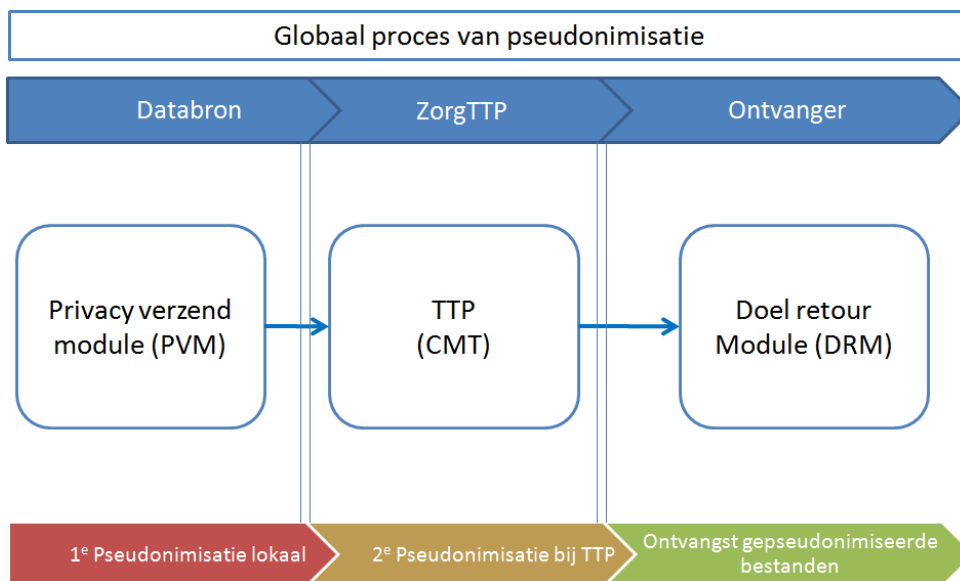 Globaal proces van pseudonimisatie
Databron
ZorgTTP
Ontvanger
Privacy verzend
module (PVM)
TTP
(CMT)
Doel retour
Module (DRM)
1e Pseudonimisatie lokaal
2e Pseudonimisatie bij TTP
Ontvangst gepseudonimiseerde
bestanden